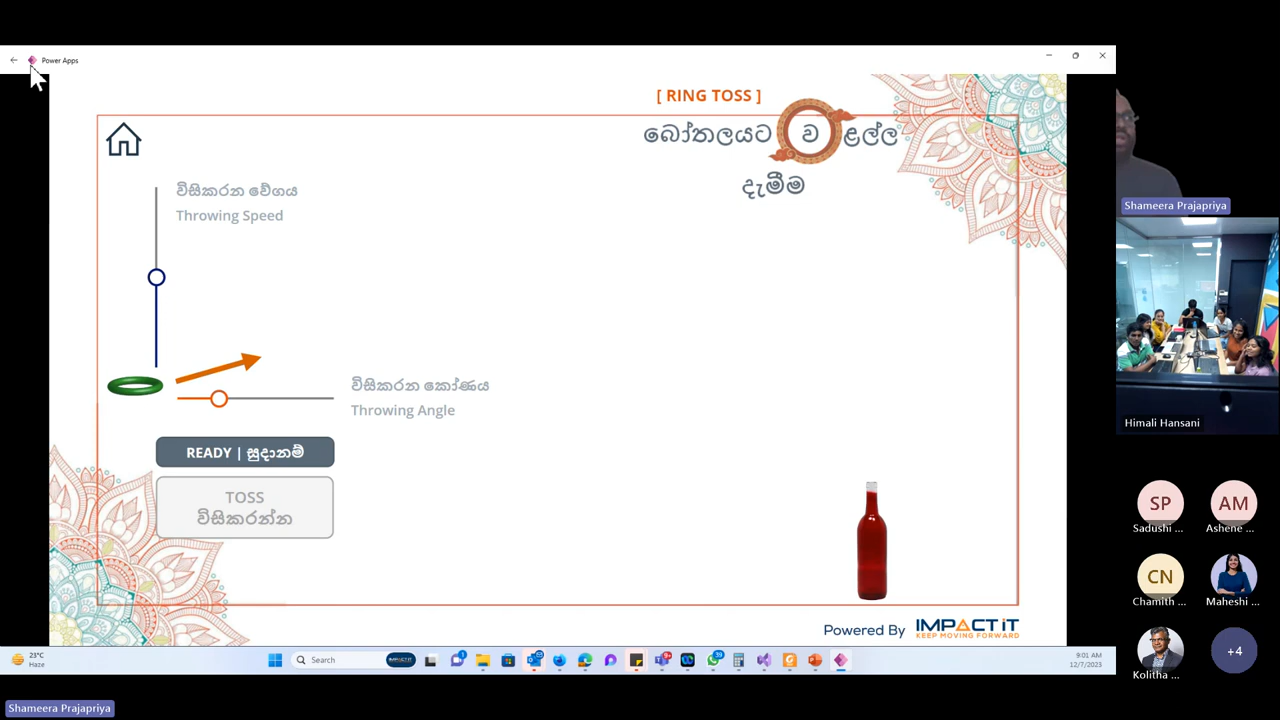 Power Apps
[ RING TOSS ]
බෝතලයට ව ළල්ල
දැමීම
විසිකරන වේගය
Throwing Speed
විසිකරන කෝණය
Throwing Angle
READY | සුදානම්
TOSS
විසිකරන්න
Powered By IMPACT iT
KEEP MOVING FORWARD
Shameera Prajapriya
Himali Hansani
SP
AM
Sadushi ...
Ashene ...
CN
Chamith ...
Maheshi ...
Kolitha ...
+4
23°C
Haze
Search
9:01 AM
12/7/2023
Shameera Prajapriya